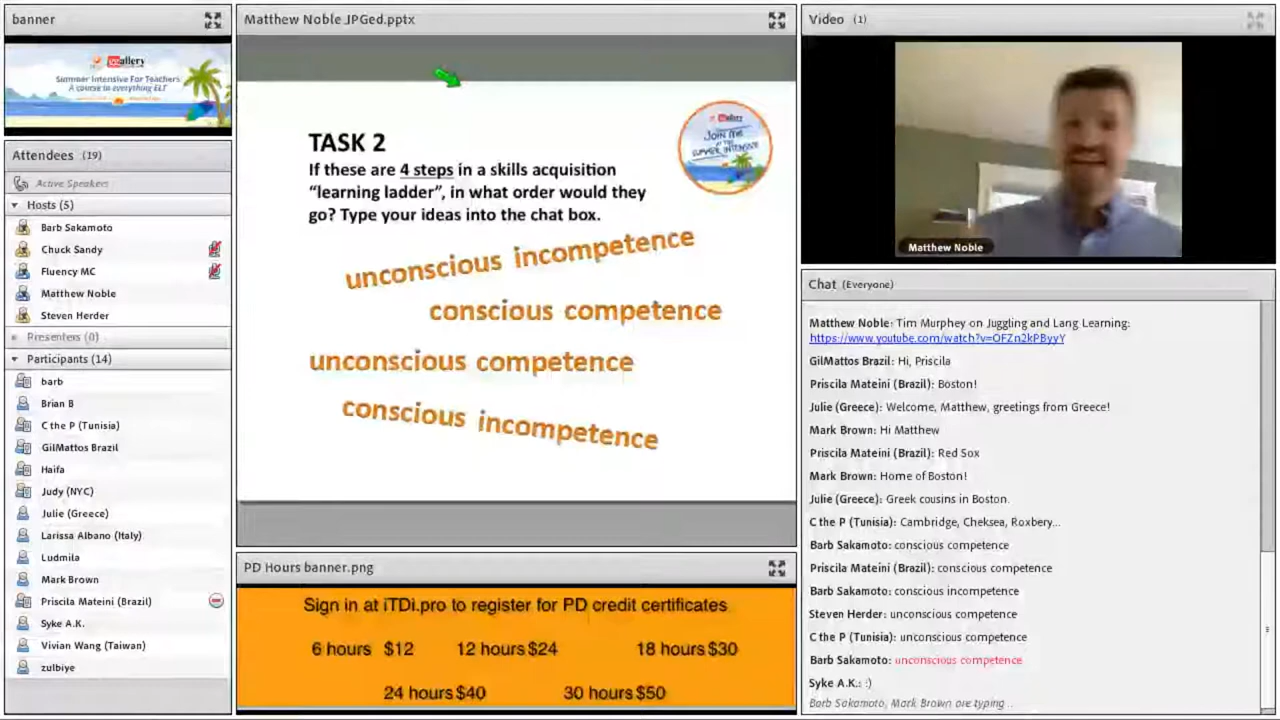 banner
Summer Intensive For Teachers
A course to everything ELT
Attendees (19)
Active Speakers
Hosts (5)
Barb Sakamoto
Chuck Sandy
Fluency MC
Matthew Noble
Steven Herder
Presenters (0)
Participants (14)
barb
Brian B
C the P (Tunisia)
GilMattos Brazil
Haifa
Judy (NYC)
Julie (Greece)
Larissa Albano (Italy)
Ludmila
Mark Brown
Priscila Mateini (Brazil)
Syke A.K.
Vivian Wang (Taiwan)
zulbiye
Matthew Noble JPGed.pptx
JOIN ME
AT THE
SUMMER INTENSIVE
TASK 2
If these are 4 steps in a skills acquisition
“learning ladder”, in what order would they
go? Type your ideas into the chat box.
unconscious incompetence
conscious competence
unconscious competence
conscious incompetence
PD Hours banner.png
Sign in at iTDi.pro to register for PD credit certificates
6 hours $12 12 hours $24 18 hours $30
24 hours $40 30 hours $50
Video (1)
Matthew Noble
Chat (Everyone)
Matthew Noble: Tim Murphey on Juggling and Lang Learning:
https://www.youtube.com/watch?v=OFZn2kPByyY
GilMattos Brazil: Hi, Priscila
Priscila Mateini (Brazil): Boston!
Julie (Greece): Welcome, Matthew, greetings from Greece!
Mark Brown: Hi Matthew
Priscila Mateini (Brazil): Red Sox
Mark Brown: Home of Boston!
Julie (Greece): Greek cousins in Boston.
C the P (Tunisia): Cambridge, Cheksea, Roxbery...
Barb Sakamoto: conscious competence
Priscila Mateini (Brazil): conscious competence
Barb Sakamoto: conscious incompetence
Steven Herder: unconscious competence
C the P (Tunisia): unconscious competence
Barb Sakamoto: unconscious competence
Syke A.K.: :)
Barb Sakamoto, Mark Brown are typing...